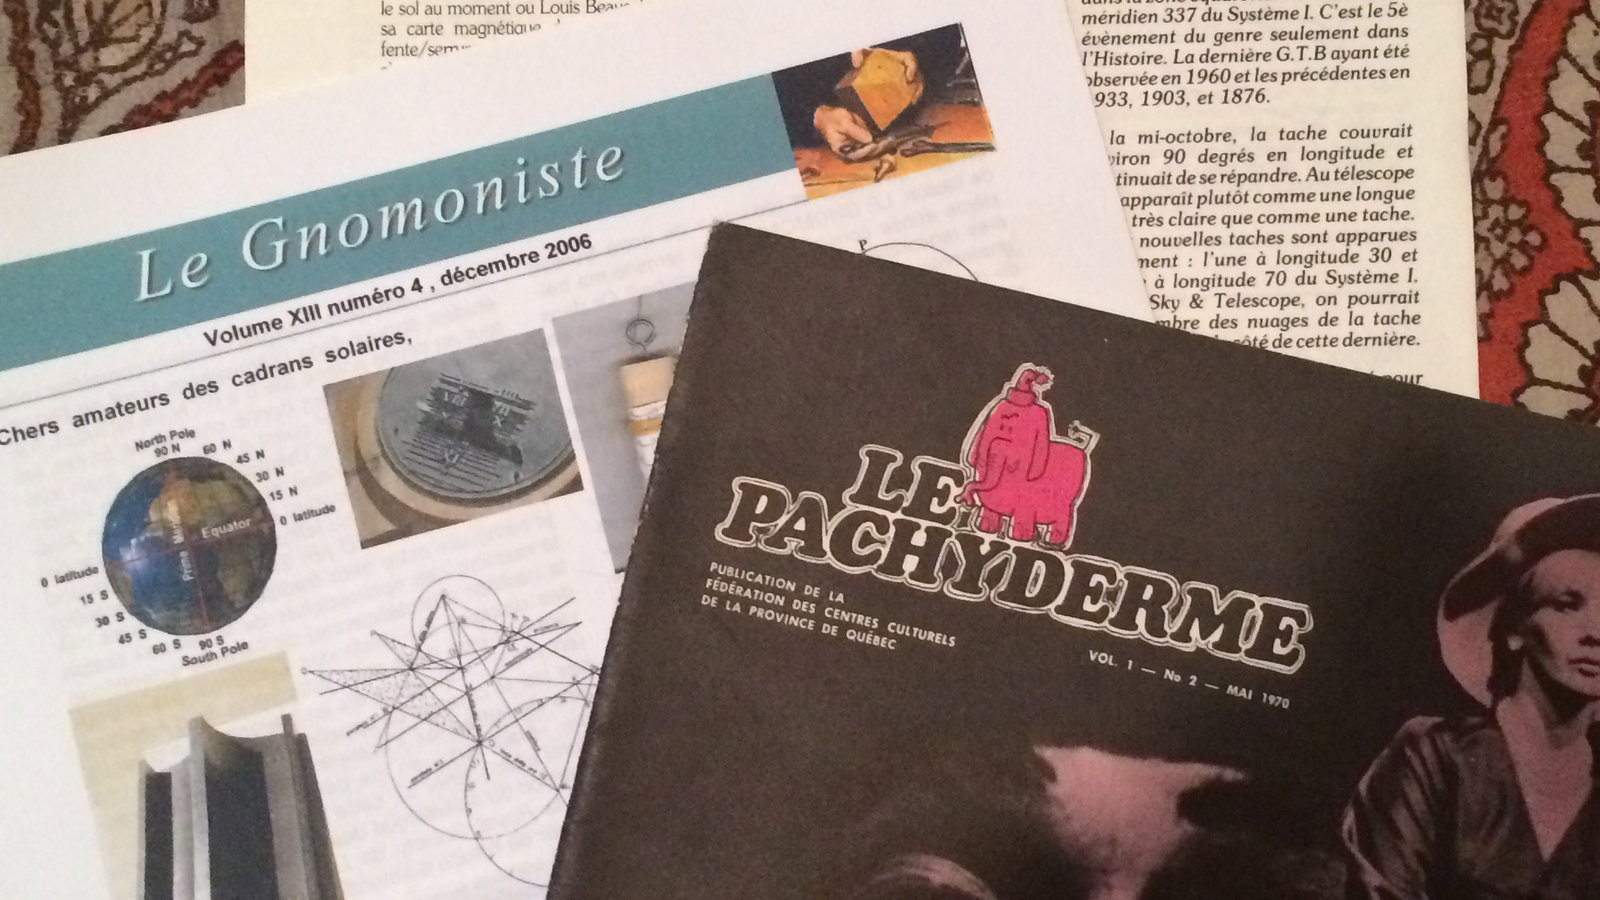 le sol au moment ou Louis
sa carte magnétique
méridien 337 du Système I. C'est le 5è
évènement du genre seulement dans
l'Histoire. La dernière G.T.B ayant été
observée en 1960 et les précédentes en
933, 1903, et 1876.
la mi-octobre, la tache couvrait
viron 90 degrés en longitude et
tinuait de se répandre. Au télescope
apparaît plutôt comme une longue
très claire que comme une tache.
nouvelles taches sont apparues
ment : l'une à longitude 30 et
à longitude 70 du Système I.
Sky & Telescope, on pourrait
mbre des nuages de la tache
côté de cette dernière.
Le Gnomoniste
Volume XIII numéro 4 , décembre 2006
Chers amateurs des cadrans solaires,
North Pole
90 N
60 N
45 N
30 N
15 N
0 latitude
Equator
Prime
0 latitude
15 S
30 S
45 S
60 S
90 S
South Pole
VIII
XI
P
LE
PACHYDERME
PUBLICATION DE LA
FÉDÉRATION DES CENTRES CULTURELS
DE LA PROVINCE DE QUÉBEC
VOL. 1 — No 2 — MAI 1970